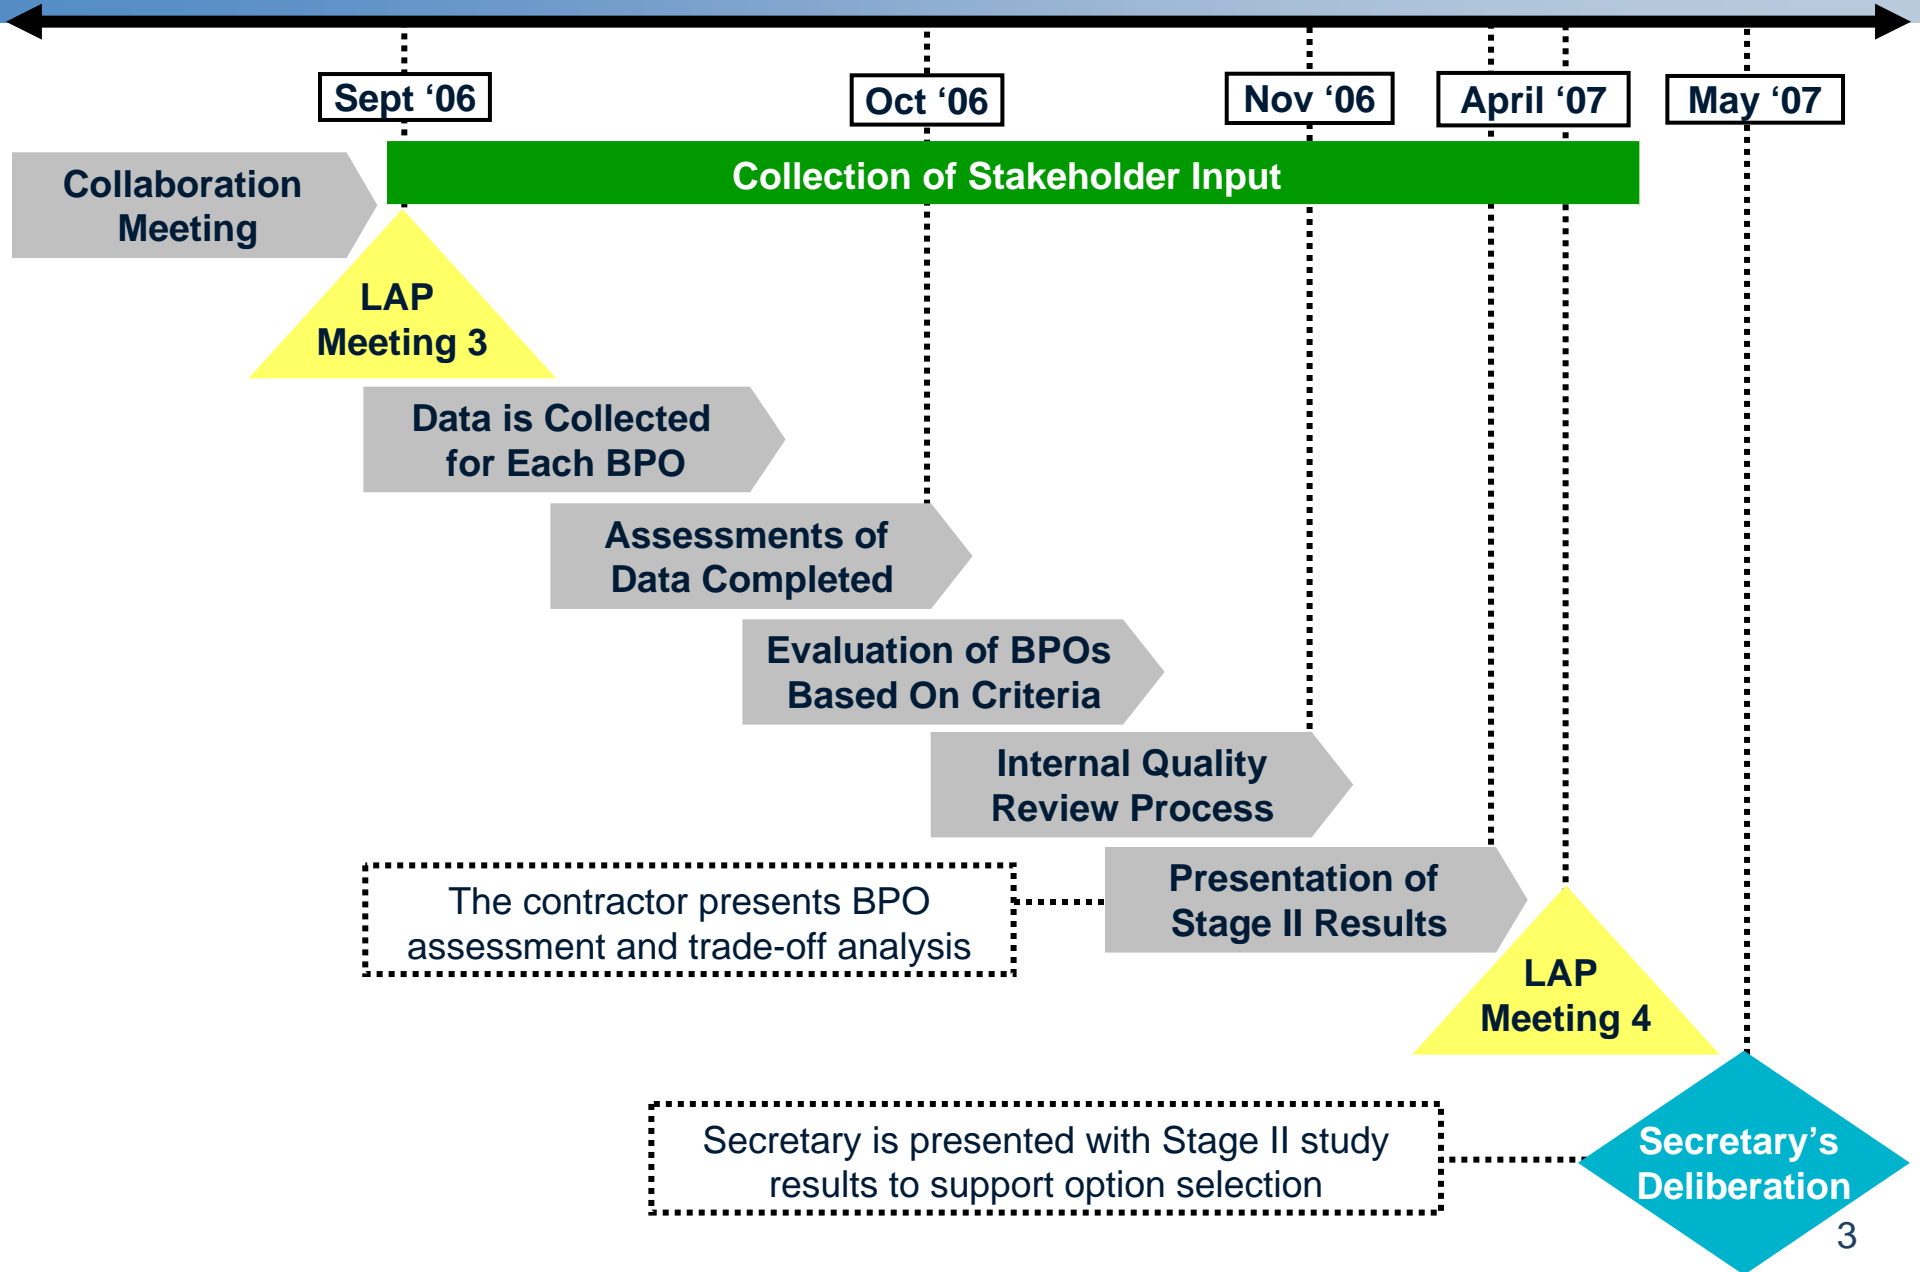 Sept ‘06
Oct ‘06
Nov ‘06
April ‘07
May ‘07
Collaboration
Meeting
Collection of Stakeholder Input
LAP
Meeting 3
Data is Collected
for Each BPO
Assessments of
Data Completed
Evaluation of BPOs
Based On Criteria
Internal Quality
Review Process
The contractor presents BPO
assessment and trade-off analysis
Presentation of
Stage II Results
LAP
Meeting 4
Secretary is presented with Stage II study
results to support option selection
Secretary’s
Deliberation
3